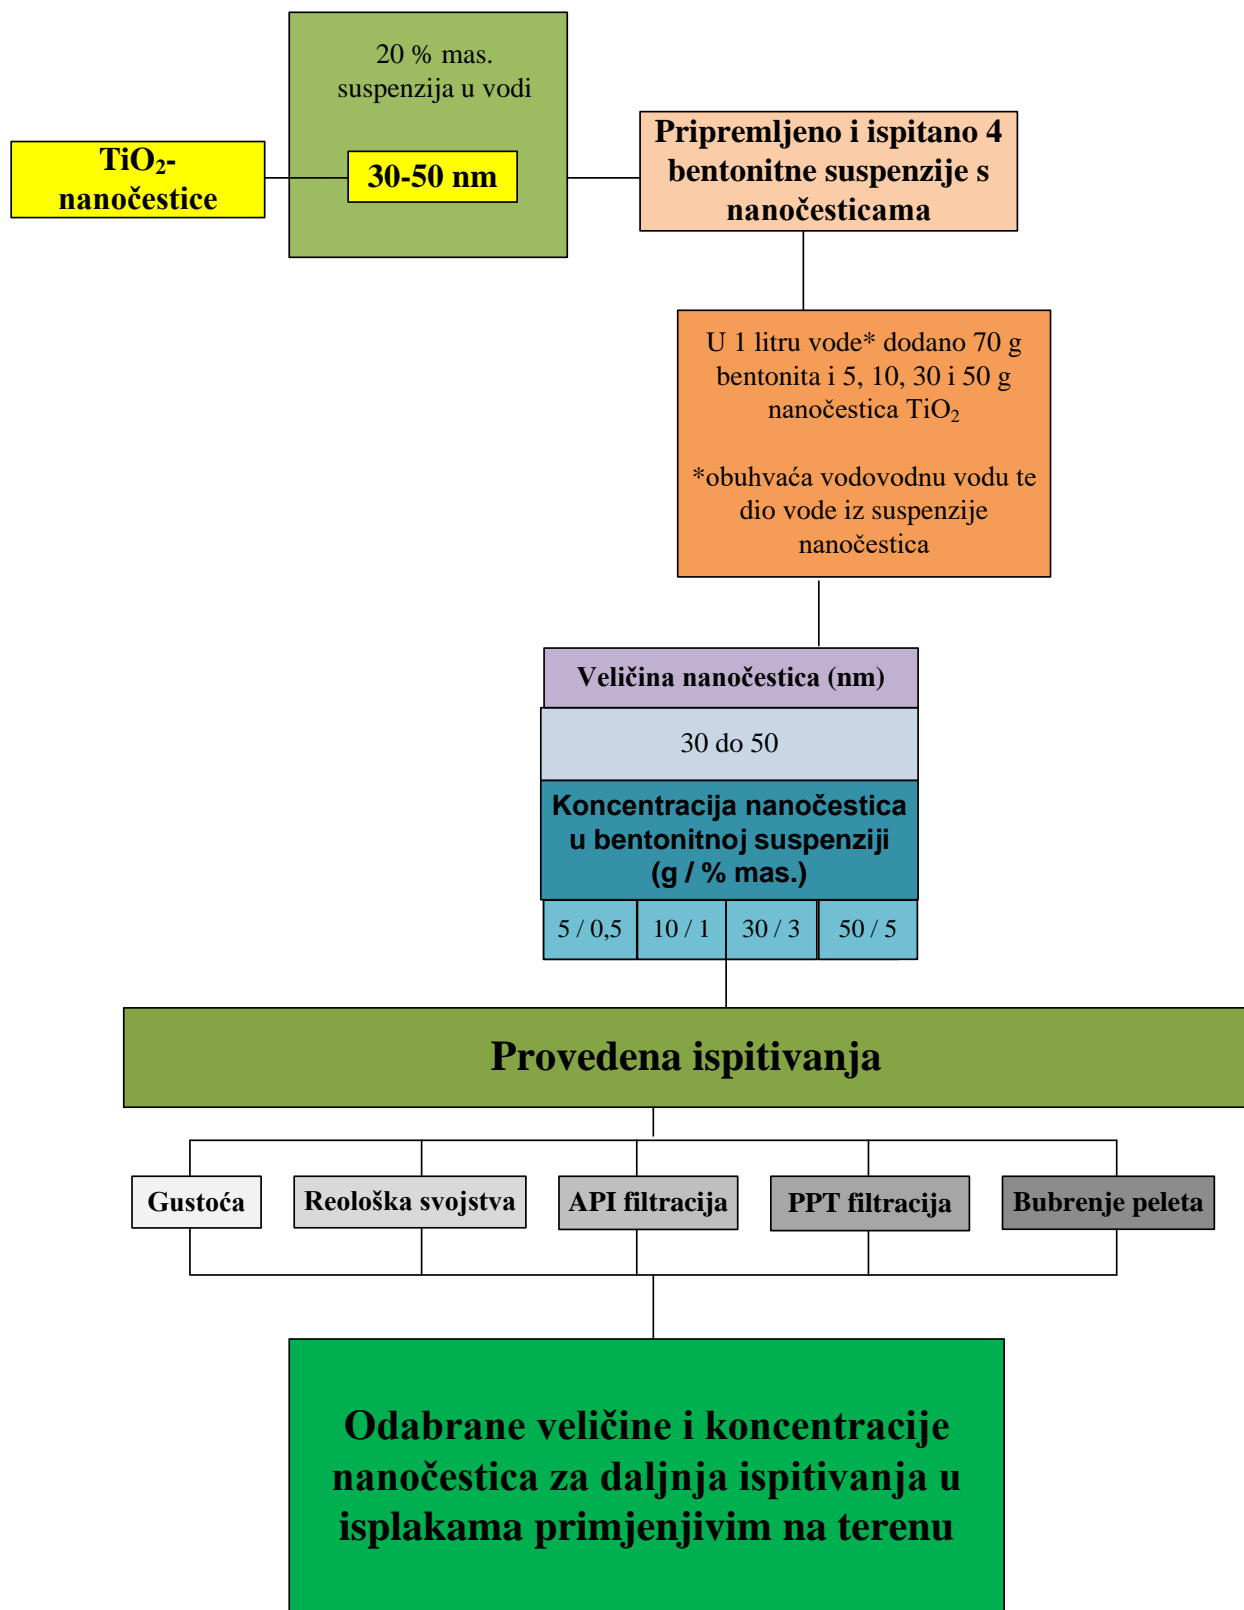 20 % mas.
suspenzija u vodi
TiO₂-
nanočestice
30-50 nm
Pripremljeno i ispitano 4
bentonitne suspenzije s
nanočesticama
U 1 litru vode* dodano 70 g
bentonita i 5, 10, 30 i 50 g
nanočestica TiO₂
*obuhvaća vodovodnu vodu te
dio vode iz suspenzije
nanočestica
Veličina nanočestica (nm)
30 do 50
Koncentracija nanočestica
u bentonitnoj suspenziji
(g / % mas.)
5 / 0,5 10 / 1 30 / 3 50 / 5
Provedena ispitivanja
Gustoća Reološka svojstva API filtracija PPT filtracija Bubrenje peleta
Odabrane veličine i koncentracije
nanočestica za daljnja ispitivanja u
isplakama primjenjivim na terenu